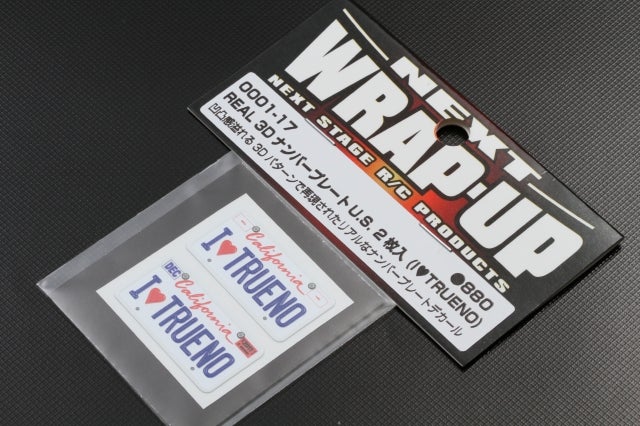 NEXT
WRAP-UP
NEXT STAGE R/C PRODUCTS
0001-17 ●880
REAL 3D ナンバープレート U.S. 2枚入 (I♥TRUENO)
凹凸感溢れる 3D パターンで再現されたリアルなナンバープレートデカール
California
I♥TRUENO
DEC California
I♥TRUENO